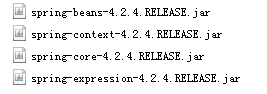 spring-beans-4.2.4.RELEASE.jar
spring-context-4.2.4.RELEASE.jar
spring-core-4.2.4.RELEASE.jar
spring-expression-4.2.4.RELEASE.jar